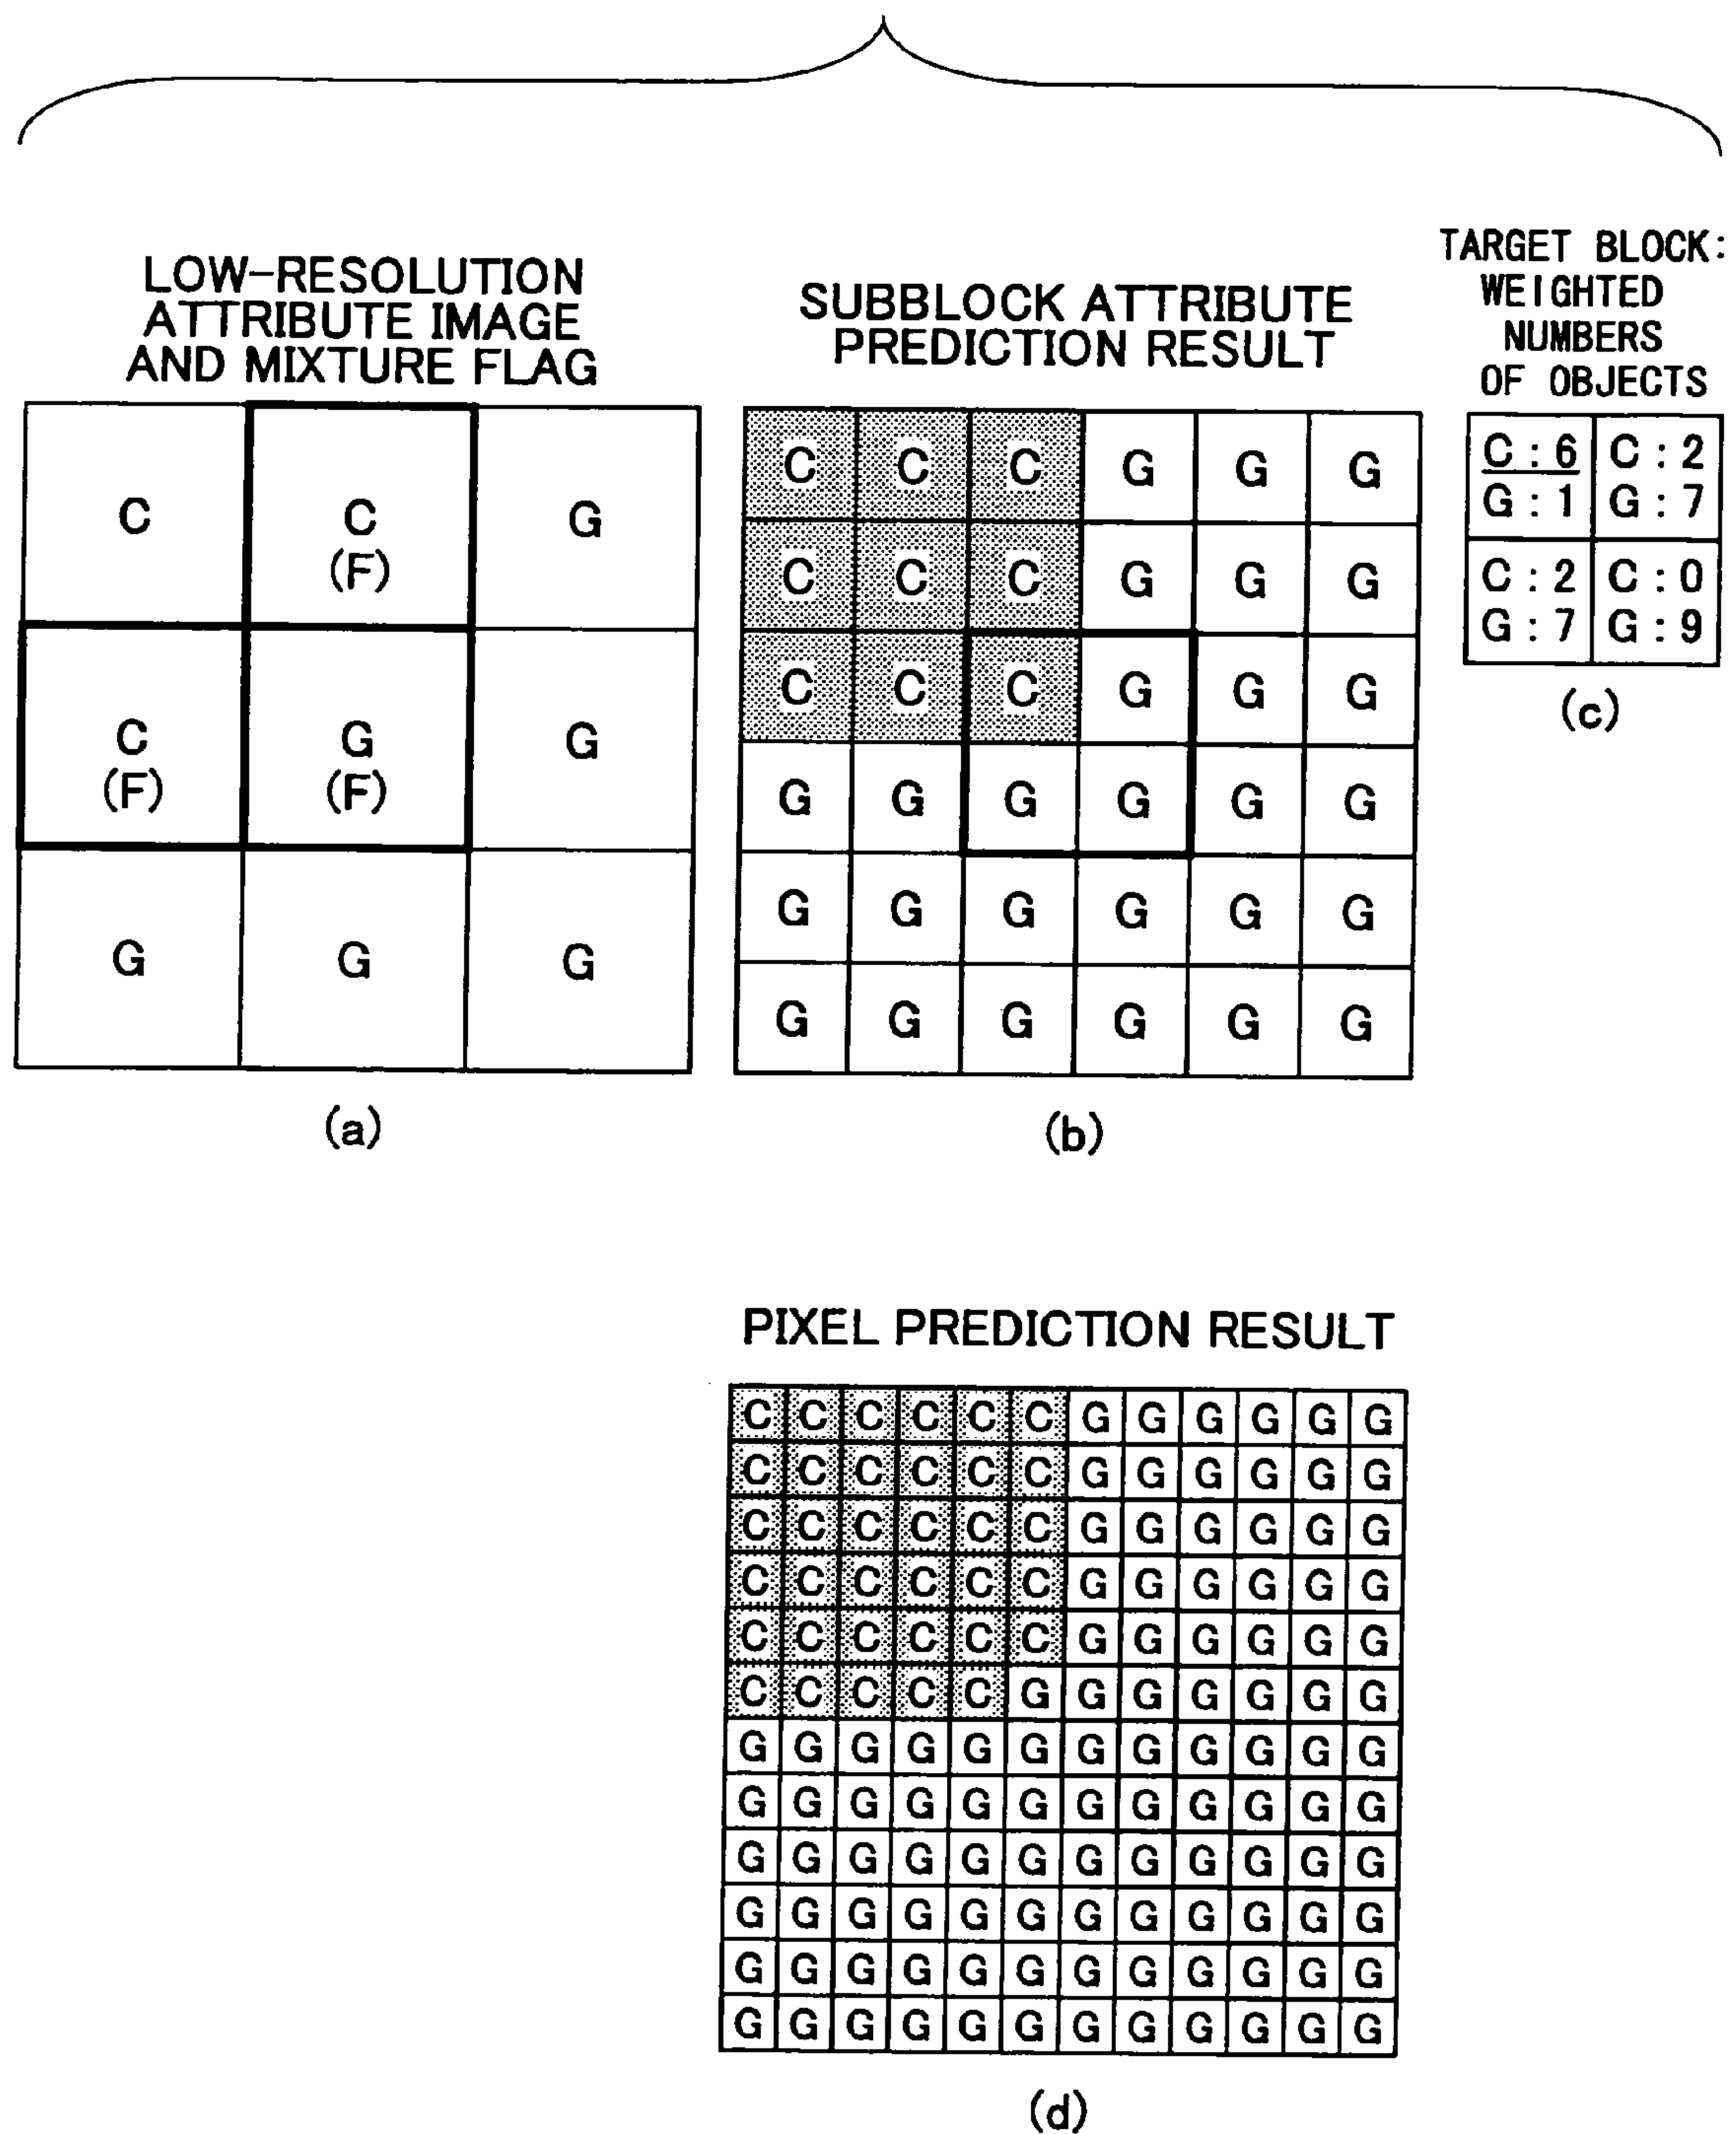 LOW-RESOLUTION
ATTRIBUTE IMAGE
AND MIXTURE FLAG
C C G
(F)
C G G
(F) (F)
G G G
(a)
SUBBLOCK ATTRIBUTE
PREDICTION RESULT
C C C G G G
C C C G G G
C C C G G G
G G G G G G
G G G G G G
G G G G G G
(b)
TARGET BLOCK:
WEIGHTED
NUMBERS
OF OBJECTS
C:6 C:2
G:1 G:7
C:2 C:0
G:7 G:9
(c)
PIXEL PREDICTION RESULT
C C C C C C G G G G G G
C C C C C C G G G G G G
C C C C C C G G G G G G
C C C C C C G G G G G G
C C C C C C G G G G G G
C C C C C G G G G G G G
G G G G G G G G G G G G
G G G G G G G G G G G G
G G G G G G G G G G G G
G G G G G G G G G G G G
G G G G G G G G G G G G
G G G G G G G G G G G G
(d)